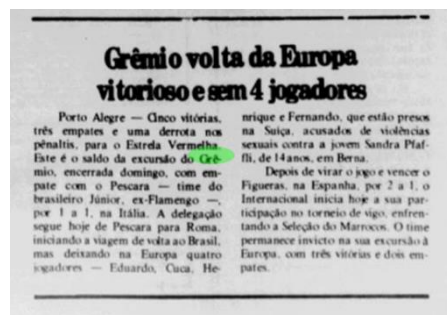 Grêmio volta da Europa
vitorioso e sem 4 jogadores
Porto Alegre — Cinco vitórias,
três empates e uma derrota nos
pênaltis, para o Estrela Vermelha.
Este é o saldo da excursão do Grê-
mio, encerrada domingo, com em-
pate com o Pescara — time do
brasileiro Júnior, ex-Flamengo —,
por 1 a 1, na Itália. A delegação
segue hoje de Pescara para Roma,
iniciando a viagem de volta ao Brasil,
mas deixando na Europa quatro
jogadores — Eduardo, Cuca, He-
nrique e Fernando, que estão presos
na Suiça, acusados de violências
sexuais contra a jovem Sandra Pfaf-
fli, de 14 anos, em Berna.
Depois de virar o jogo e vencer o
Figueras, na Espanha, por 2 a 1, o
Internacional inicia hoje a sua par-
ticipação no torneio de vigo, enfren-
tando a Seleção do Marrocos. O time
permanece invicto na sua excursão à
Europa, com três vitórias e dois em-
pates.